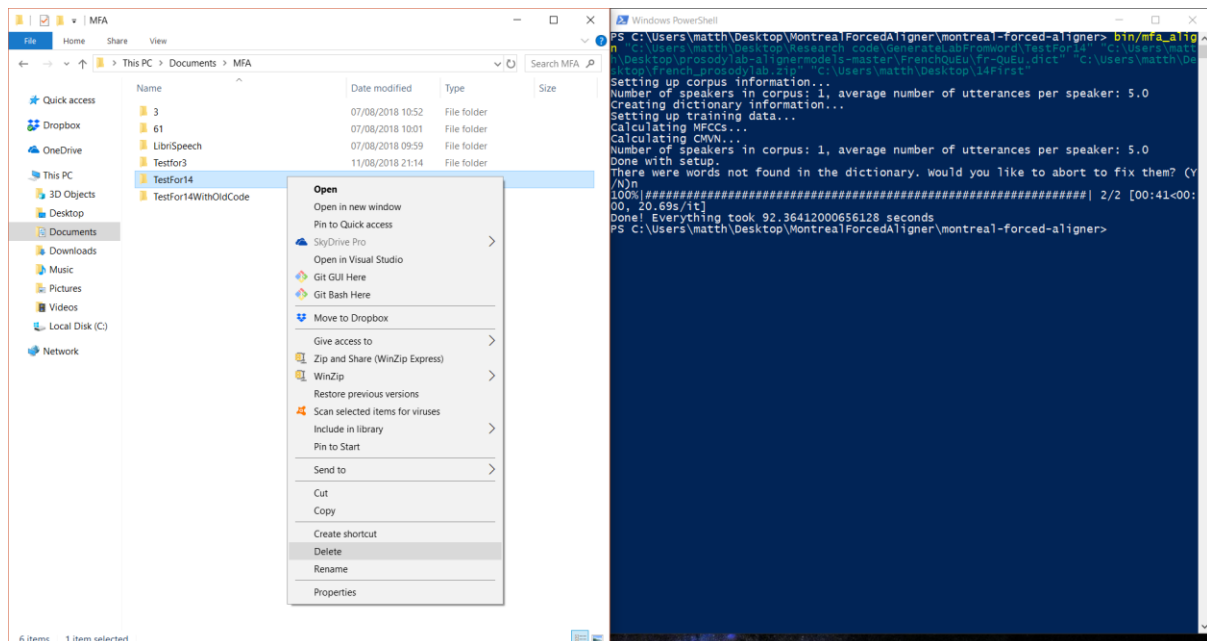 MFA
File Home Share View
This PC > Documents > MFA
Search MFA
Quick access
Dropbox
OneDrive
This PC
3D Objects
Desktop
Documents
Downloads
Music
Pictures
Videos
Local Disk (C:)
Network
Name Date modified Type Size
3 07/08/2018 10:52 File folder
61 07/08/2018 10:01 File folder
LibriSpeech 07/08/2018 09:59 File folder
Testfor3 11/08/2018 21:14 File folder
TestFor14
TestFor14WithOldCode
Open
Open in new window
Pin to Quick access
SkyDrive Pro
Open in Visual Studio
Git GUI Here
Git Bash Here
Move to Dropbox
Give access to
Zip and Share (WinZip Express)
WinZip
Restore previous versions
Scan selected items for viruses
Include in library
Pin to Start
Send to
Cut
Copy
Create shortcut
Delete
Rename
Properties
6 items 1 item selected
Windows PowerShell
PS C:\Users\matth\Desktop\MontrealForcedAligner\montreal-forced-aligner> bin/mfa_alig
n "C:\Users\matth\Desktop\Research code\GenerateLabFromWord\TestFor14" "C:\Users\matt
h\Desktop\prosodylab-alignermodels-master\FrenchQuEu\fr-QuEu.dict" "C:\Users\matth\De
sktop\french_prosodylab.zip" "C:\Users\matth\Desktop\14First"
Setting up corpus information...
Number of speakers in corpus: 1, average number of utterances per speaker: 5.0
Creating dictionary information...
Setting up training data...
Calculating MFCCs...
Calculating CMVN...
Number of speakers in corpus: 1, average number of utterances per speaker: 5.0
Done with setup.
There were words not found in the dictionary. Would you like to abort to fix them? (Y
/N)n
100%|################################################################| 2/2 [00:41<00:
00, 20.69s/it]
Done! Everything took 92.36412000656128 seconds
PS C:\Users\matth\Desktop\MontrealForcedAligner\montreal-forced-aligner>